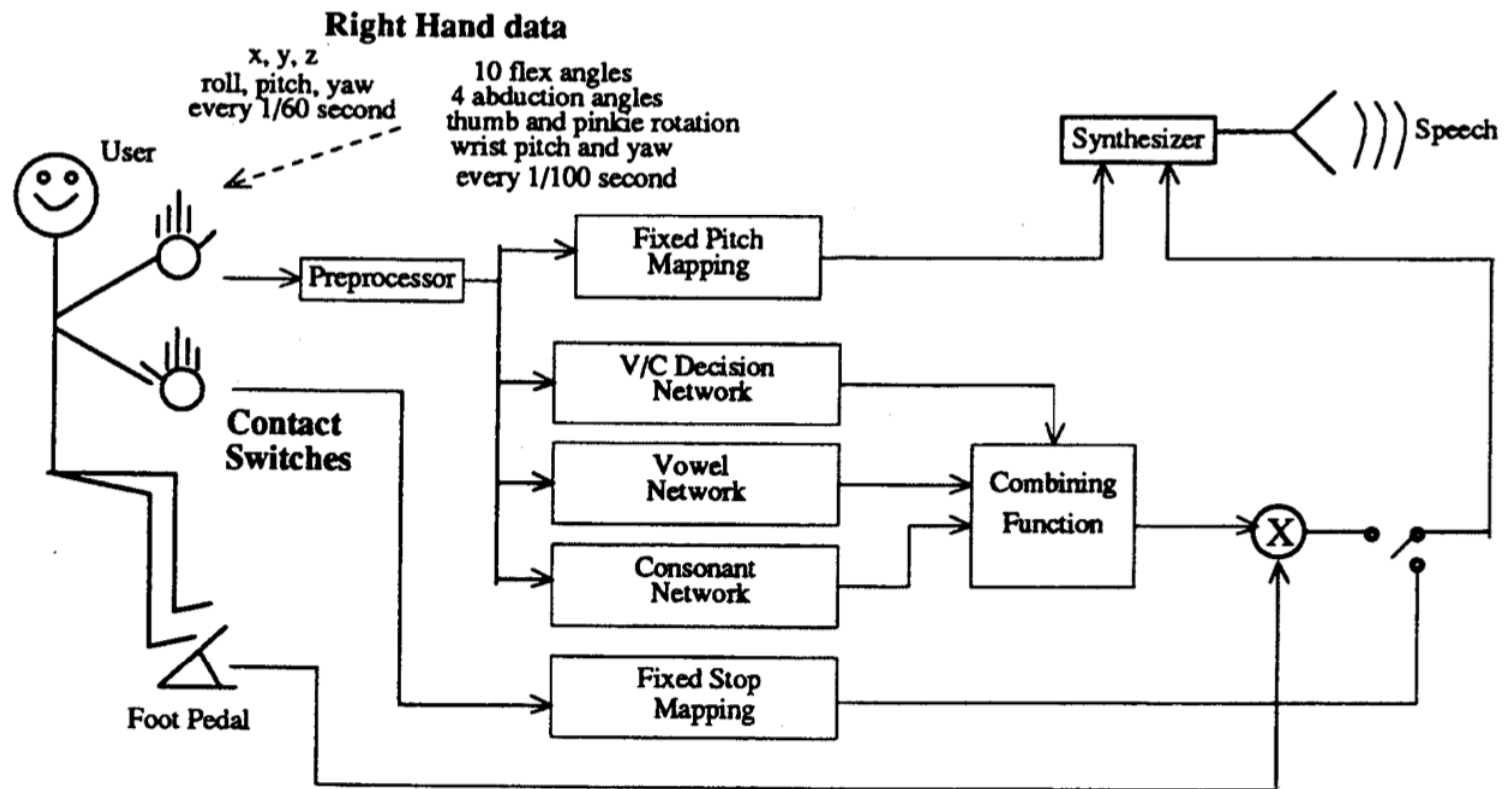 Right Hand data
x, y, z
roll, pitch, yaw
every 1/60 second
10 flex angles
4 abduction angles
thumb and pinkie rotation
wrist pitch and yaw
every 1/100 second
User
Synthesizer
Speech
Preprocessor
Fixed Pitch
Mapping
V/C Decision
Network
Contact
Switches
Vowel
Network
Combining
Function
X
Consonant
Network
Fixed Stop
Mapping
Foot Pedal